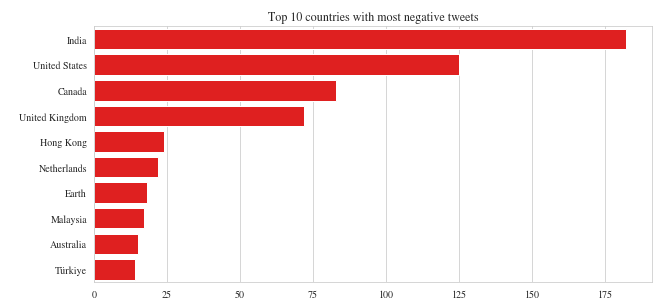 Top 10 countries with most negative tweets
India
United States
Canada
United Kingdom
Hong Kong
Netherlands
Earth
Malaysia
Australia
Türkiye
0 25 50 75 100 125 150 175